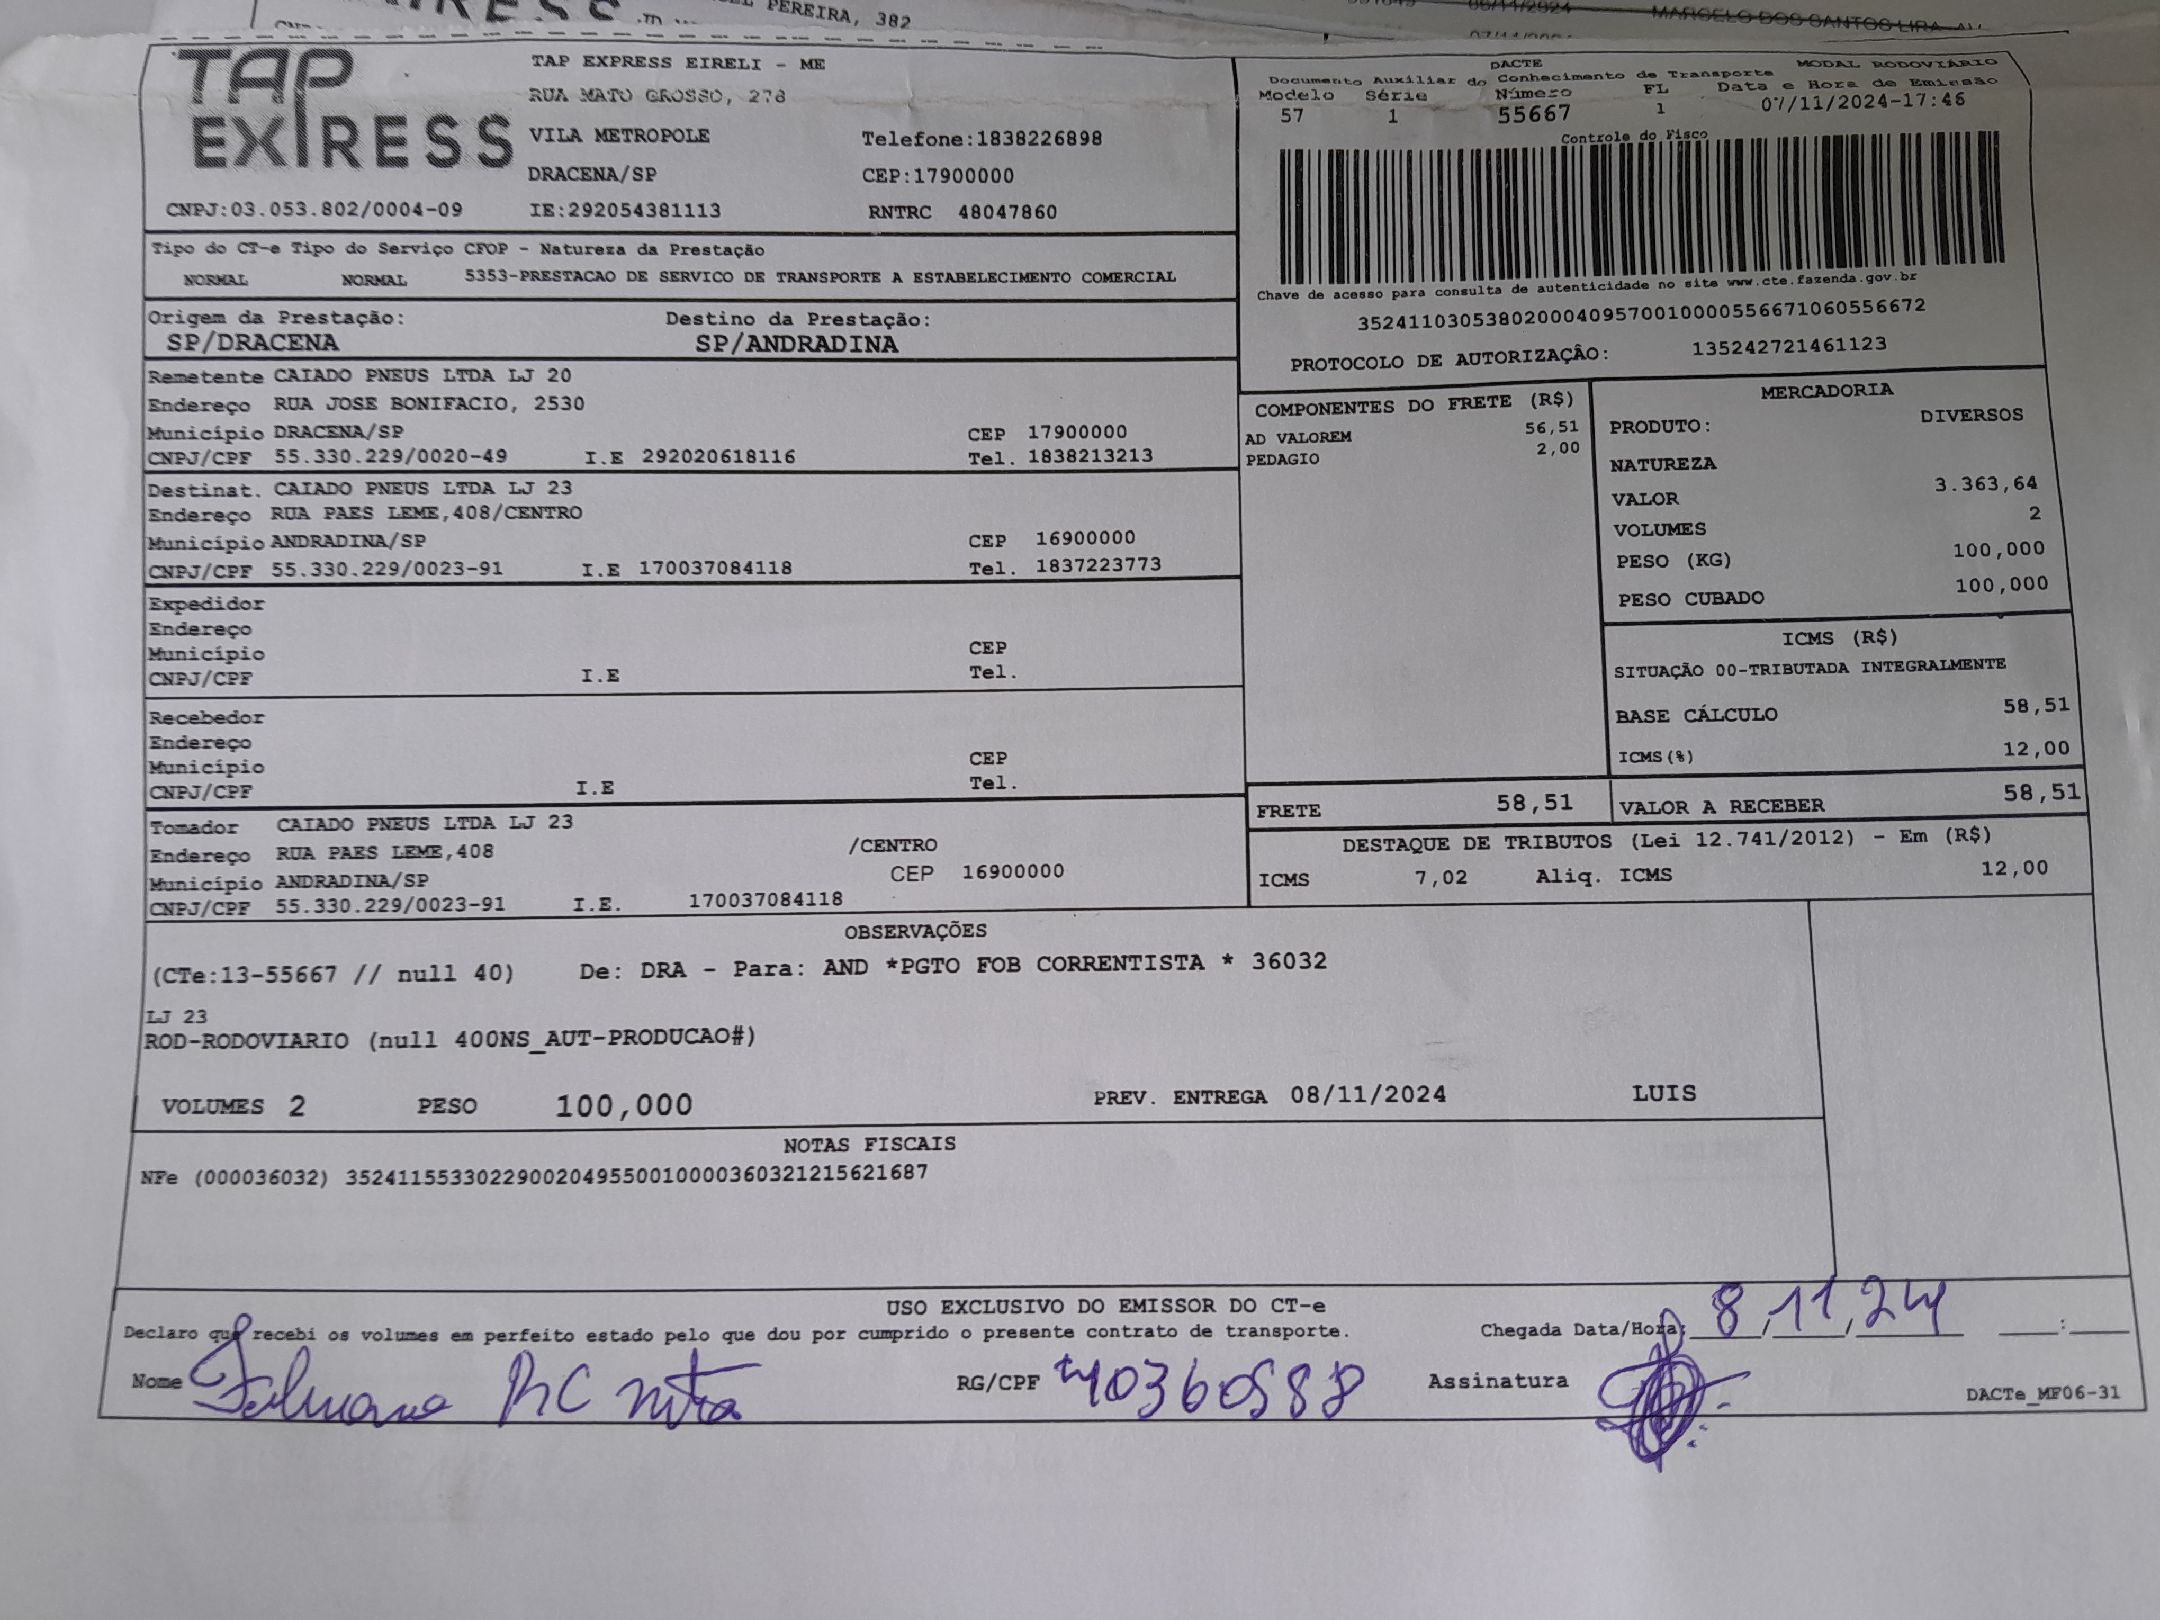 PEREIRA, 382
MARCELO DOS SANTOS LIRA
TAP EXPRESS
TAP EXPRESS EIRELI - ME
RUA MATO GROSSO, 278
VILA METROPOLE Telefone:1838226898
DRACENA/SP CEP:17900000
CNPJ:03.053.802/0004-09 IE:292054381113 RNTRC 48047860
DACTE MODAL RODOVIÁRIO
Documento Auxiliar do Conhecimento de Transporte
Modelo Série Número FL Data e Hora de Emissão
57 1 55667 1 07/11/2024-17:46
Controle do Fisco
Chave de acesso para consulta de autenticidade no site www.cte.fazenda.gov.br
35241103053802000409570010000556671060556672
PROTOCOLO DE AUTORIZAÇÂO: 135242721461123
Tipo do CT-e Tipo do Serviço CFOP - Natureza da Prestação
NORMAL NORMAL 5353-PRESTACAO DE SERVICO DE TRANSPORTE A ESTABELECIMENTO COMERCIAL
Origem da Prestação: Destino da Prestação:
SP/DRACENA SP/ANDRADINA
Remetente CAIADO PNEUS LTDA LJ 20
Endereço RUA JOSE BONIFACIO, 2530
Município DRACENA/SP CEP 17900000
CNPJ/CPF 55.330.229/0020-49 I.E 292020618116 Tel. 1838213213
Destinat. CAIADO PNEUS LTDA LJ 23
Endereço RUA PAES LEME,408/CENTRO
Município ANDRADINA/SP CEP 16900000
CNPJ/CPF 55.330.229/0023-91 I.E 170037084118 Tel. 1837223773
Expedidor
Endereço
Município CEP
CNPJ/CPF I.E Tel.
Recebedor
Endereço
Município CEP
CNPJ/CPF I.E Tel.
Tomador CAIADO PNEUS LTDA LJ 23
Endereço RUA PAES LEME,408 /CENTRO
Município ANDRADINA/SP CEP 16900000
CNPJ/CPF 55.330.229/0023-91 I.E. 170037084118
COMPONENTES DO FRETE (R$)
AD VALOREM 56,51
PEDAGIO 2,00
MERCADORIA
PRODUTO: DIVERSOS
NATUREZA
VALOR 3.363,64
VOLUMES 2
PESO (KG) 100,000
PESO CUBADO 100,000
ICMS (R$)
SITUAÇÃO 00-TRIBUTADA INTEGRALMENTE
BASE CÁLCULO 58,51
ICMS(%) 12,00
FRETE 58,51 VALOR A RECEBER 58,51
DESTAQUE DE TRIBUTOS (Lei 12.741/2012) - Em (R$)
ICMS 7,02 Aliq. ICMS 12,00
OBSERVAÇÕES
(CTe:13-55667 // null 40) De: DRA - Para: AND *PGTO FOB CORRENTISTA * 36032
LJ 23
ROD-RODOVIARIO (null 400NS_AUT-PRODUCAO#)
VOLUMES 2 PESO 100,000 PREV. ENTREGA 08/11/2024 LUIS
NOTAS FISCAIS
NFe (000036032) 35241155330229002049550010000360321215621687
USO EXCLUSIVO DO EMISSOR DO CT-e
Declaro que recebi os volumes em perfeito estado pelo que dou por cumprido o presente contrato de transporte. Chegada Data/Hora: 8/11/24 :
Nome RG/CPF 40360588 Assinatura DACTe_MF06-31